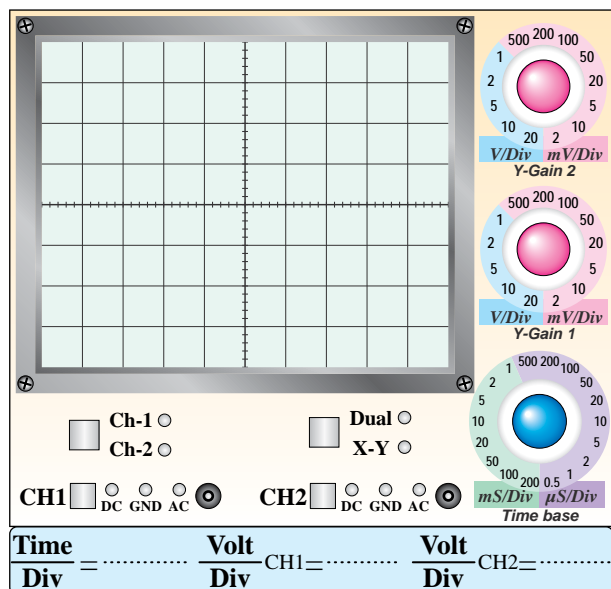 500 200 100
1 50
2 20
5 10
10 5
20 2
V/Div mV/Div
Y-Gain 2
500 200 100
1 50
2 20
5 10
10 5
20 2
V/Div mV/Div
Y-Gain 1
500 200 100
1 50
2 20
5 10
10 5
20 2
50 1
100 0.5
200
mS/Div µS/Div
Time base
Ch-1
Ch-2
Dual
X-Y
CH1 DC GND AC
CH2 DC GND AC
Time/Div = ............ Volt/Div CH1= ............ Volt/Div CH2= ............